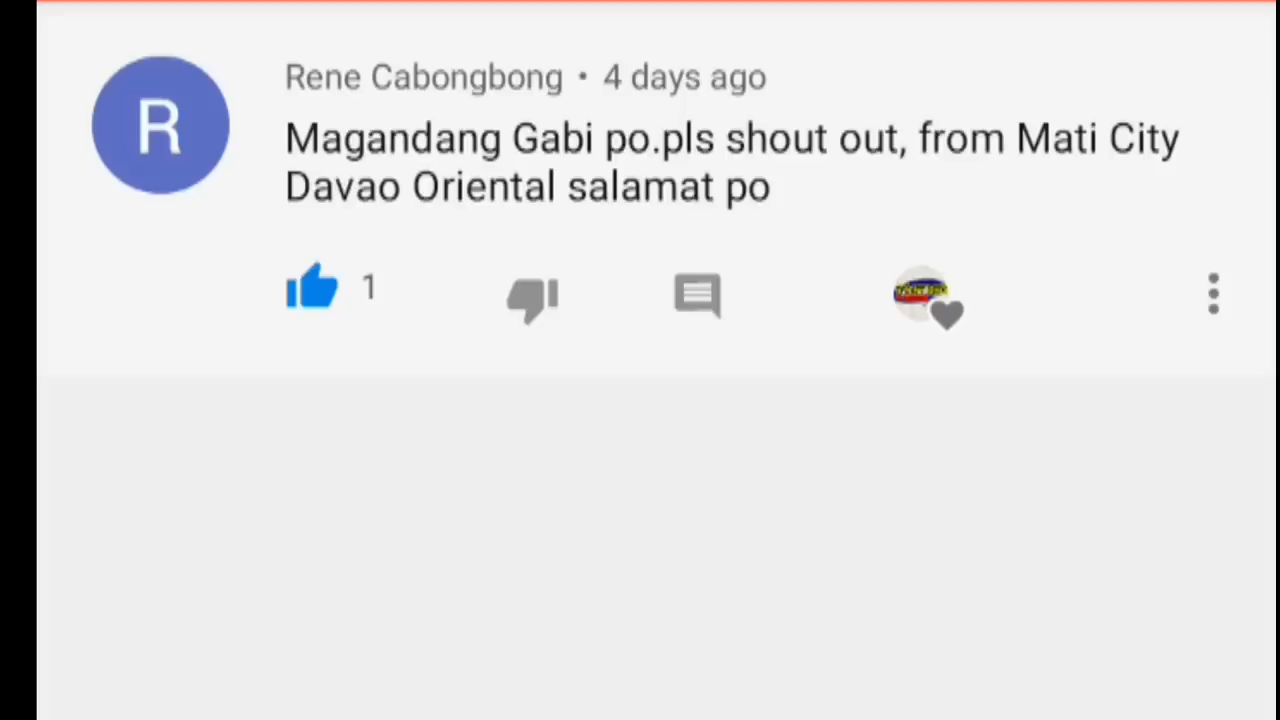 R
Rene Cabongbong • 4 days ago
Magandang Gabi po.pls shout out, from Mati City
Davao Oriental salamat po
1